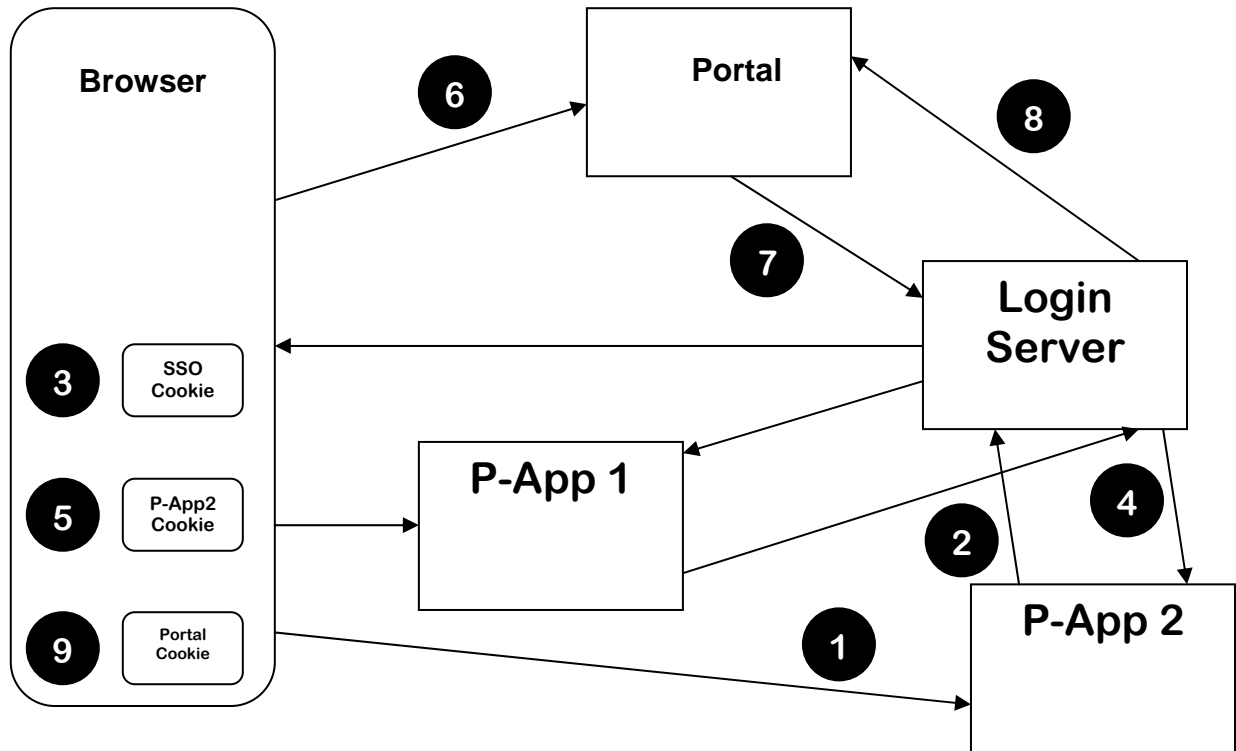 Browser
Portal
6
8
7
Login
Server
3
SSO
Cookie
P-App 1
5
P-App2
Cookie
4
2
9
Portal
Cookie
1
P-App 2